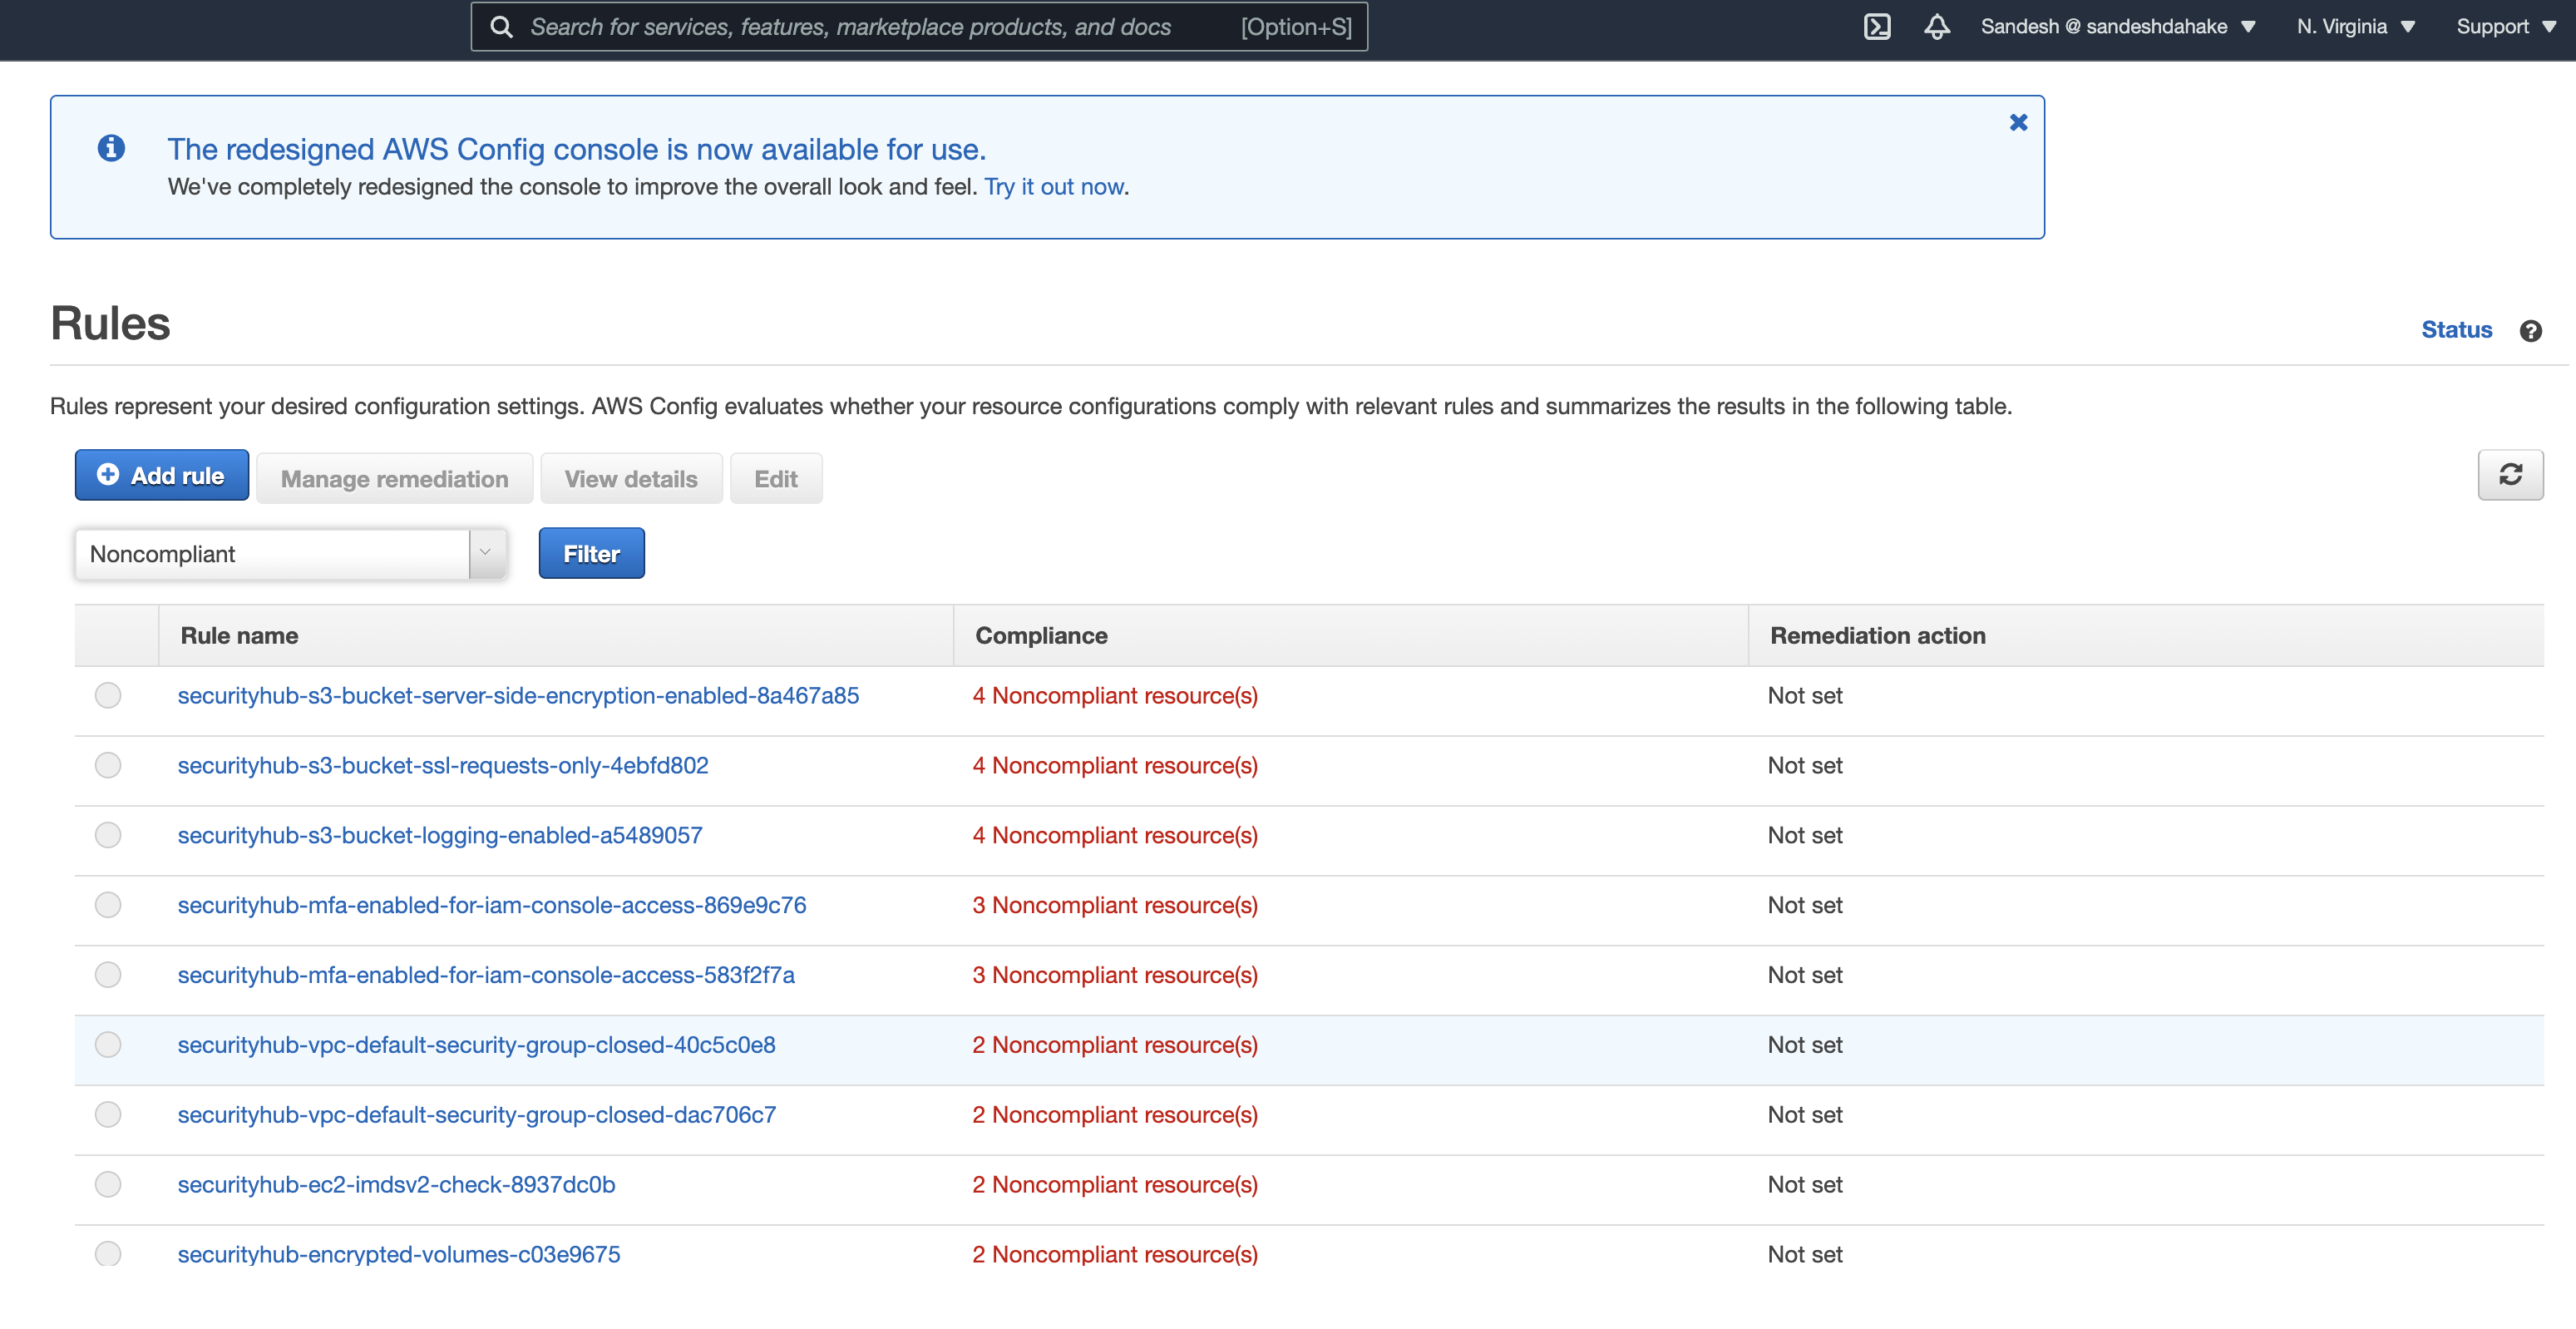 Search for services, features, marketplace products, and docs [Option+S] Sandesh @ sandeshdahake N. Virginia Support
The redesigned AWS Config console is now available for use.
We've completely redesigned the console to improve the overall look and feel. Try it out now.
Rules
Status
Rules represent your desired configuration settings. AWS Config evaluates whether your resource configurations comply with relevant rules and summarizes the results in the following table.
Add rule Manage remediation View details Edit
Noncompliant Filter
Rule name Compliance Remediation action
securityhub-s3-bucket-server-side-encryption-enabled-8a467a85 4 Noncompliant resource(s) Not set
securityhub-s3-bucket-ssl-requests-only-4ebfd802 4 Noncompliant resource(s) Not set
securityhub-s3-bucket-logging-enabled-a5489057 4 Noncompliant resource(s) Not set
securityhub-mfa-enabled-for-iam-console-access-869e9c76 3 Noncompliant resource(s) Not set
securityhub-mfa-enabled-for-iam-console-access-583f2f7a 3 Noncompliant resource(s) Not set
securityhub-vpc-default-security-group-closed-40c5c0e8 2 Noncompliant resource(s) Not set
securityhub-vpc-default-security-group-closed-dac706c7 2 Noncompliant resource(s) Not set
securityhub-ec2-imdsv2-check-8937dc0b 2 Noncompliant resource(s) Not set
securityhub-encrypted-volumes-c03e9675 2 Noncompliant resource(s) Not set